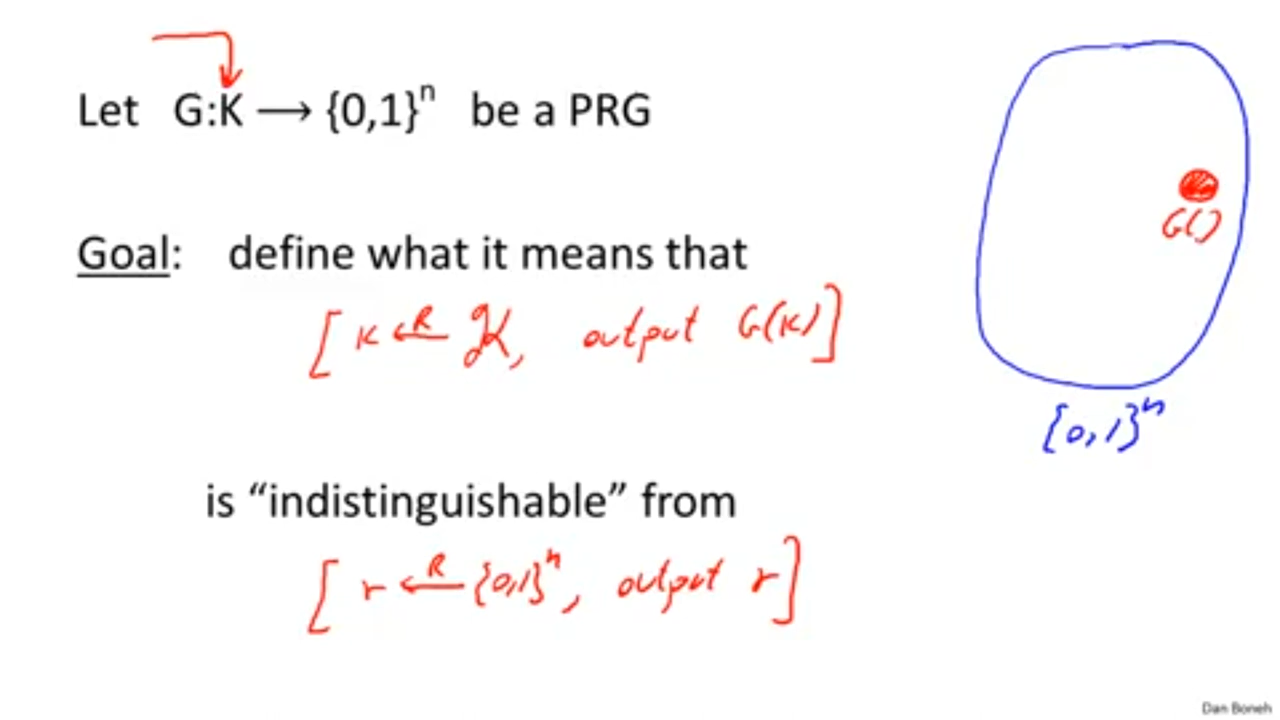 Let G:K → {0,1}ⁿ be a PRG
Goal: define what it means that
[ K ←ᴿ 𝒦, output G(K) ]
is “indistinguishable” from
[ r ←ᴿ {0,1}ⁿ, output r ]
G()
{0,1}ⁿ
Dan Boneh